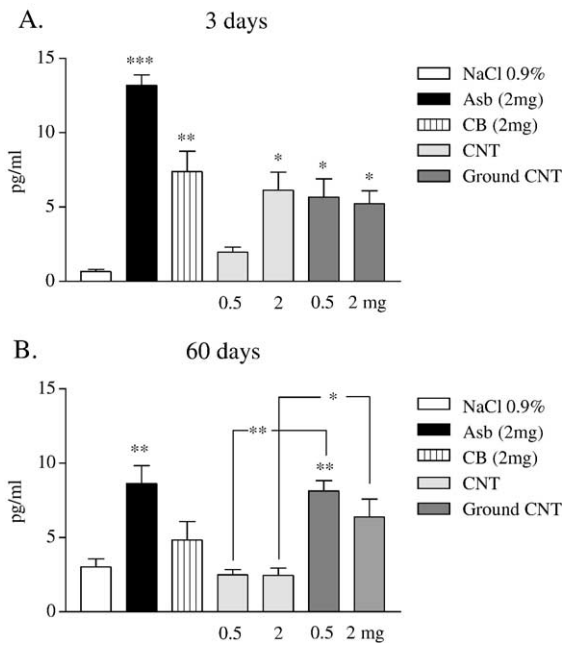 A.
3 days
15
10
5
0
pg/ml
***
**
*
*
*
0.5
2
0.5
2 mg
NaCl 0.9%
Asb (2mg)
CB (2mg)
CNT
Ground CNT
B.
60 days
15
10
5
0
pg/ml
**
**
*
**
0.5
2
0.5
2 mg
NaCl 0.9%
Asb (2mg)
CB (2mg)
CNT
Ground CNT